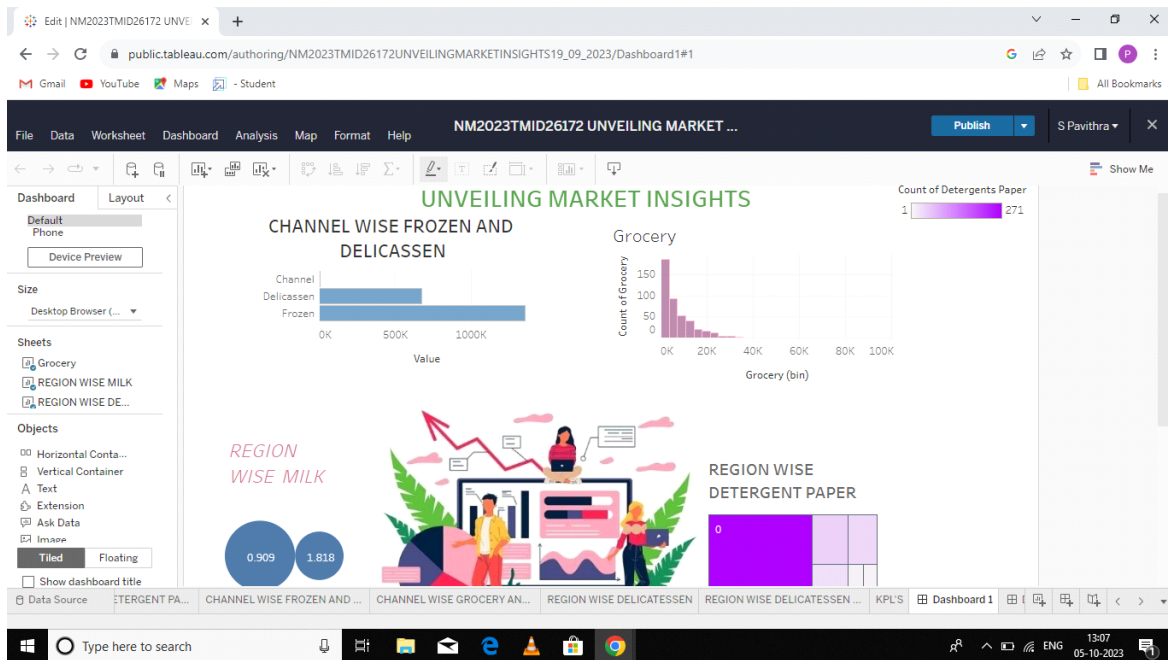 Edit | NM2023TMID26172 UNVEI
public.tableau.com/authoring/NM2023TMID26172UNVEILINGMARKETINSIGHTS19_09_2023/Dashboard1#1
G
P
Gmail YouTube Maps - Student All Bookmarks
NM2023TMID26172 UNVEILING MARKET ...
File Data Worksheet Dashboard Analysis Map Format Help
Publish
S Pavithra
Show Me
Dashboard Layout
Default
Phone
Device Preview
Size
Desktop Browser (...
Sheets
Grocery
REGION WISE MILK
REGION WISE DE...
Objects
Horizontal Conta...
Vertical Container
A Text
Extension
Ask Data
Image
Tiled Floating
Show dashboard title
UNVEILING MARKET INSIGHTS
Count of Detergents Paper
1 271
CHANNEL WISE FROZEN AND
DELICASSEN
Channel
Delicassen
Frozen
0K 500K 1000K
Value
Grocery
Count of Grocery
150
100
50
0
0K 20K 40K 60K 80K 100K
Grocery (bin)
REGION
WISE MILK
0.909 1.818
REGION WISE
DETERGENT PAPER
0
Data Source ETERGENT PA... CHANNEL WISE FROZEN AND ... CHANNEL WISE GROCERY AN... REGION WISE DELICATESSEN REGION WISE DELICATESSEN ... KPL'S Dashboard 1
Type here to search
ENG
13:07
05-10-2023
1